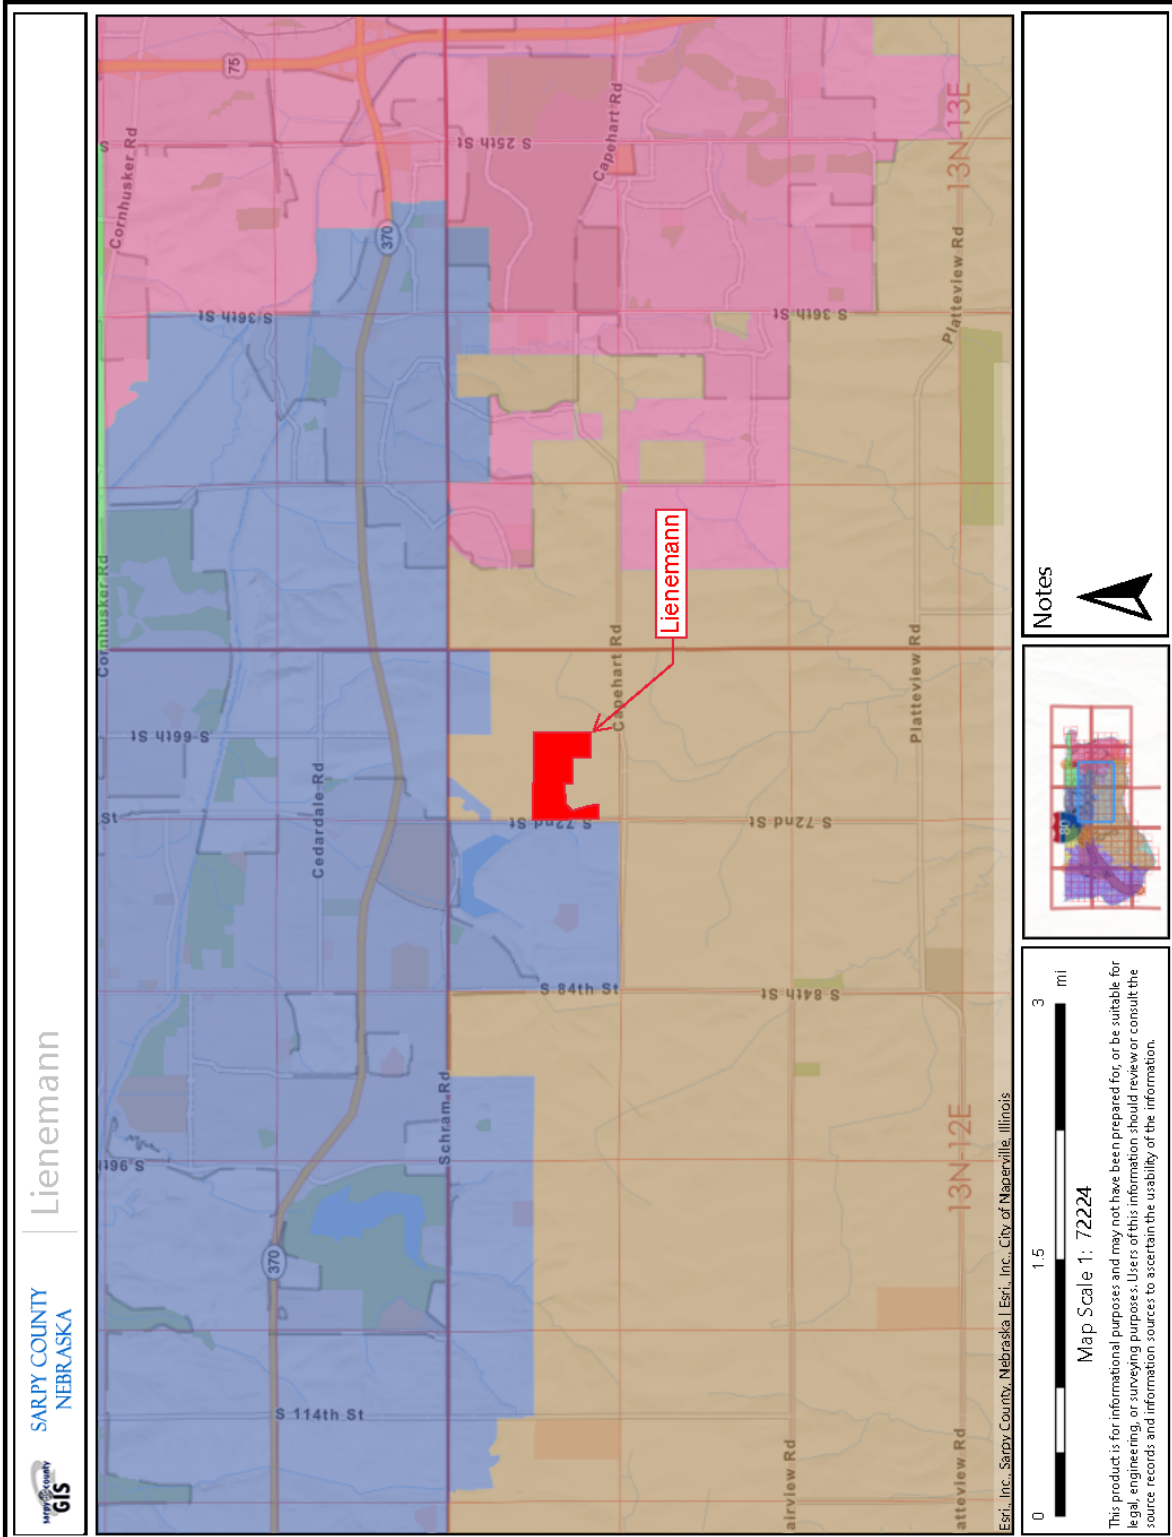 sarpy county
GIS
SARPY COUNTY
NEBRASKA
Lienemann
Cornhusker Rd
75
S
S 25th St
Capehart Rd
13N-13E
370
S 36th St
S 36th St
Platteview Rd
Cornhusker Rd
Lienemann
Capehart Rd
Platteview Rd
S 66th St
Cedardale Rd
St
S 72nd St
S 72nd St
S 84th St
S 84th St
Schram Rd
S 96t
13N-12E
370
S 114th St
airview Rd
atteview Rd
Esri, Inc., Sarpy County, Nebraska | Esri, Inc., City of Naperville, Illinois
Notes
80
0
1.5
3
mi
Map Scale 1: 72224
This product is for informational purposes and may not have been prepared for, or be suitable for
legal, engineering, or surveying purposes. Users of this information should review or consult the
source records and information sources to ascertain the usability of the information.